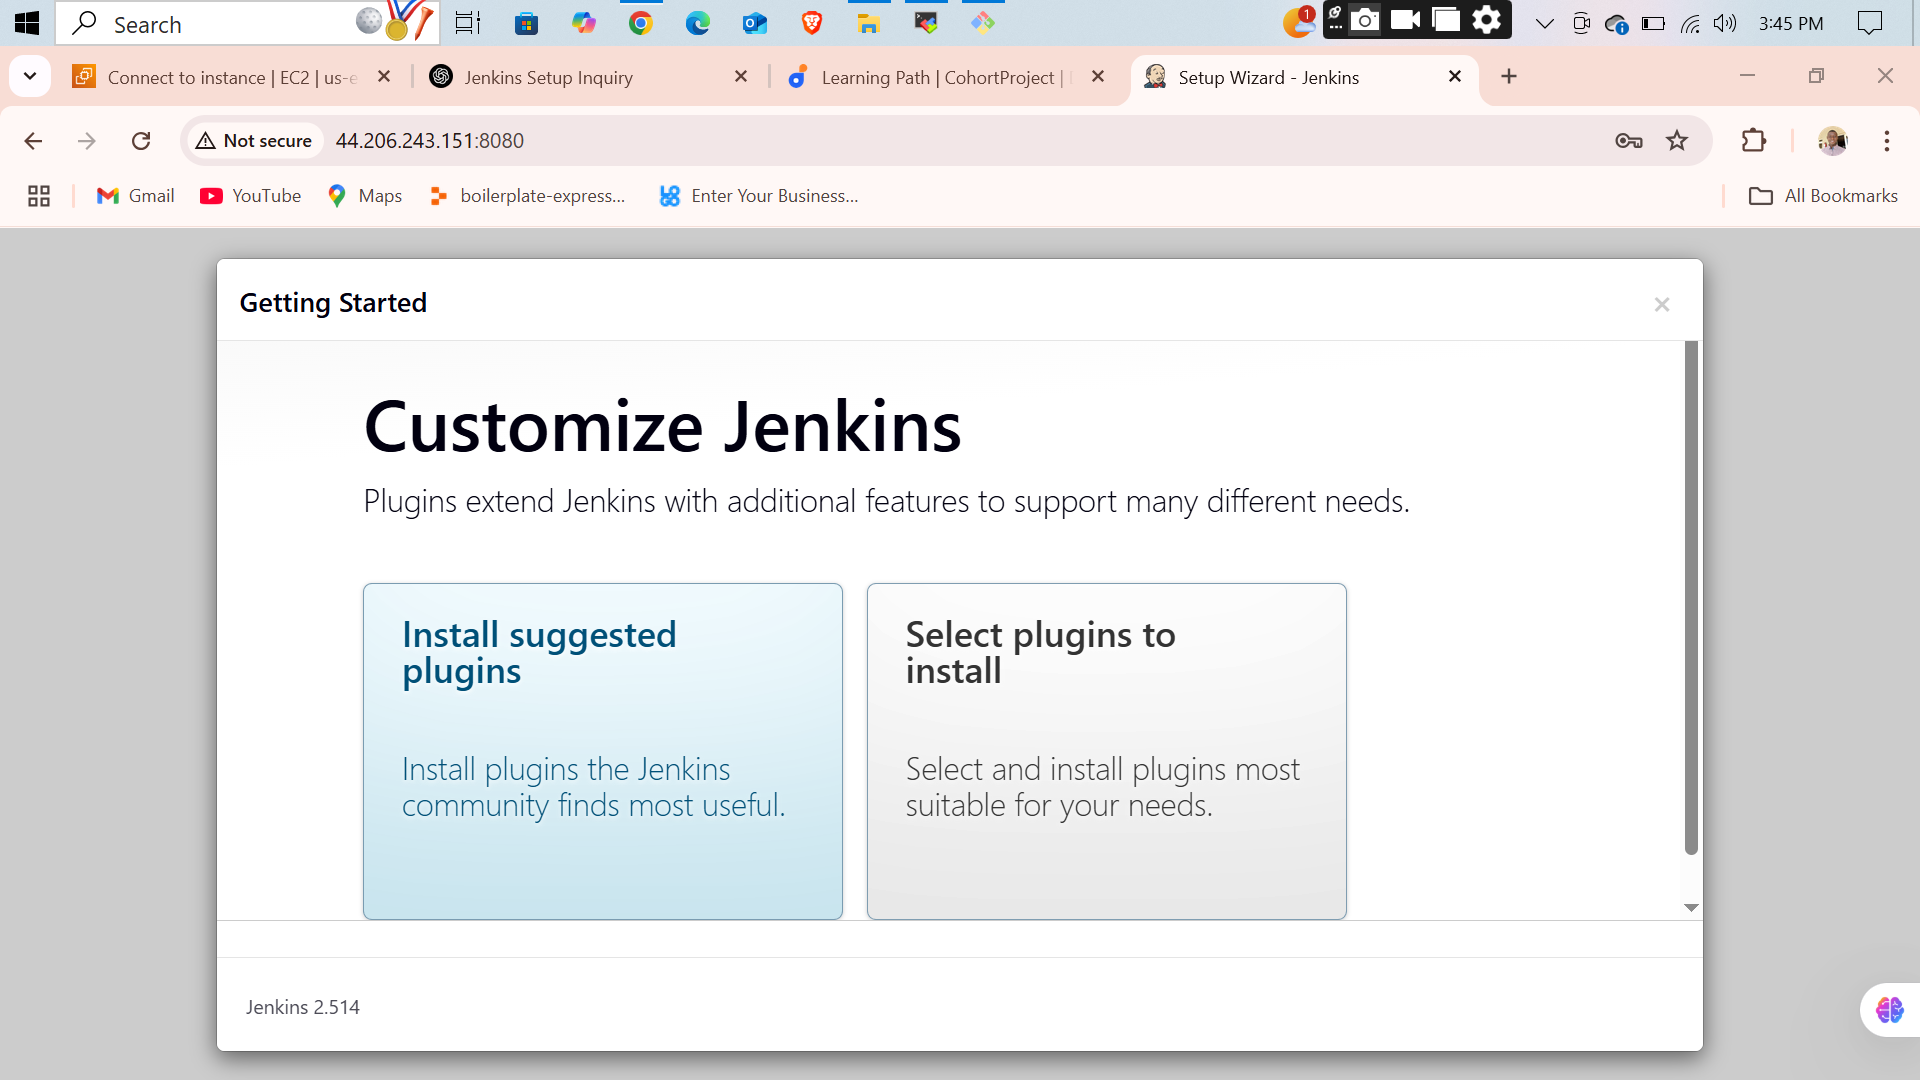 Search
1
3:45 PM
Connect to instance | EC2 | us-e
Jenkins Setup Inquiry
Learning Path | CohortProject |
Setup Wizard - Jenkins
Not secure
44.206.243.151:8080
Gmail
YouTube
Maps
boilerplate-express...
Enter Your Business...
All Bookmarks
Getting Started
Customize Jenkins
Plugins extend Jenkins with additional features to support many different needs.
Install suggested
plugins
Install plugins the Jenkins
community finds most useful.
Select plugins to
install
Select and install plugins most
suitable for your needs.
Jenkins 2.514